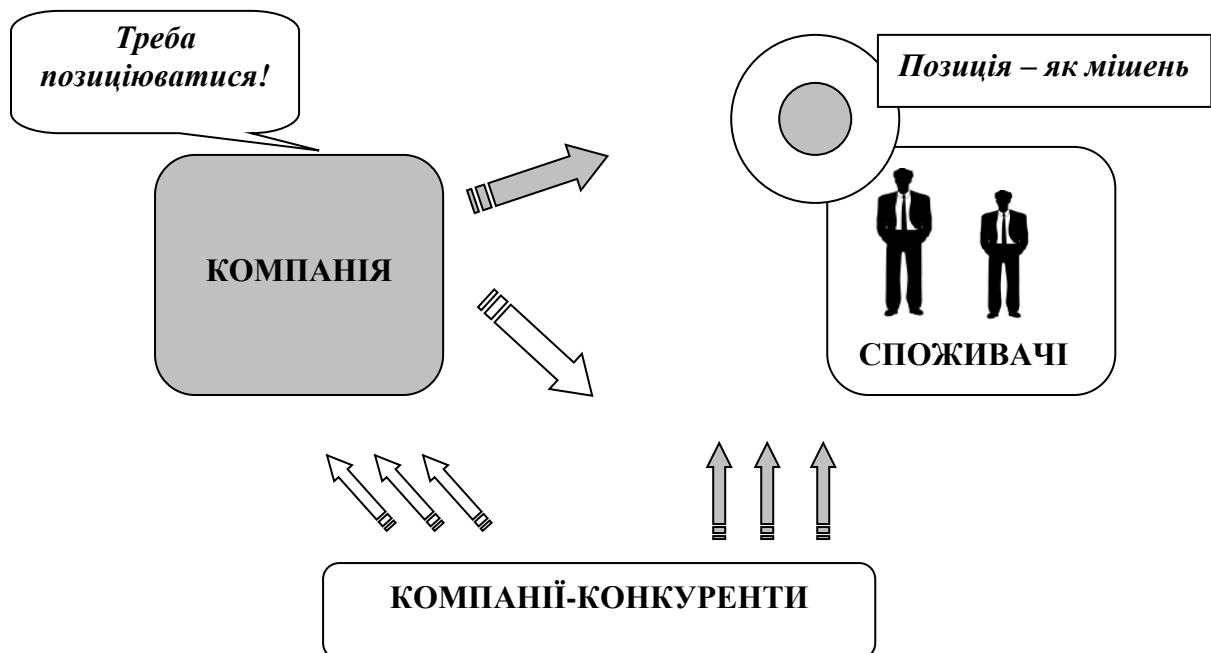 Треба
позиціюватися!
Позиція – як мішень
КОМПАНІЯ
СПОЖИВАЧІ
КОМПАНІЇ-КОНКУРЕНТИ